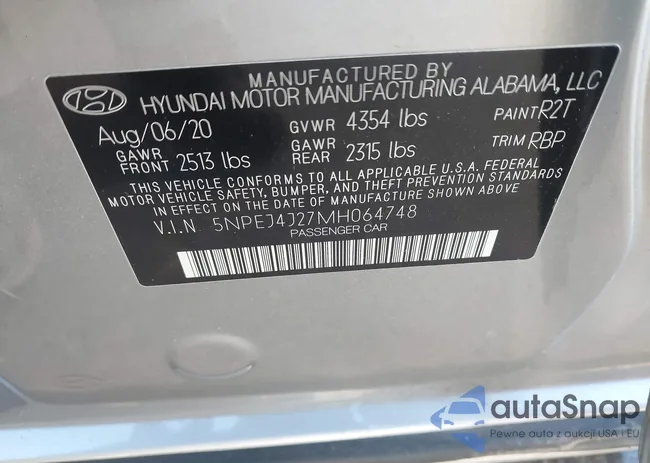 MANUFACTURED BY
HYUNDAI MOTOR MANUFACTURING ALABAMA, LLC
Aug/06/20 GVWR 4354 lbs PAINT R2T
GAWR FRONT 2513 lbs GAWR REAR 2315 lbs TRIM RBP
THIS VEHICLE CONFORMS TO ALL APPLICABLE U.S.A. FEDERAL
MOTOR VEHICLE SAFETY, BUMPER, AND THEFT PREVENTION STANDARDS
IN EFFECT ON THE DATE OF MANUFACTURE SHOWN ABOVE.
V.I.N. 5NPEJ4J27MH064748
PASSENGER CAR
autaSnap
Pewne auta z aukcji USA i EU